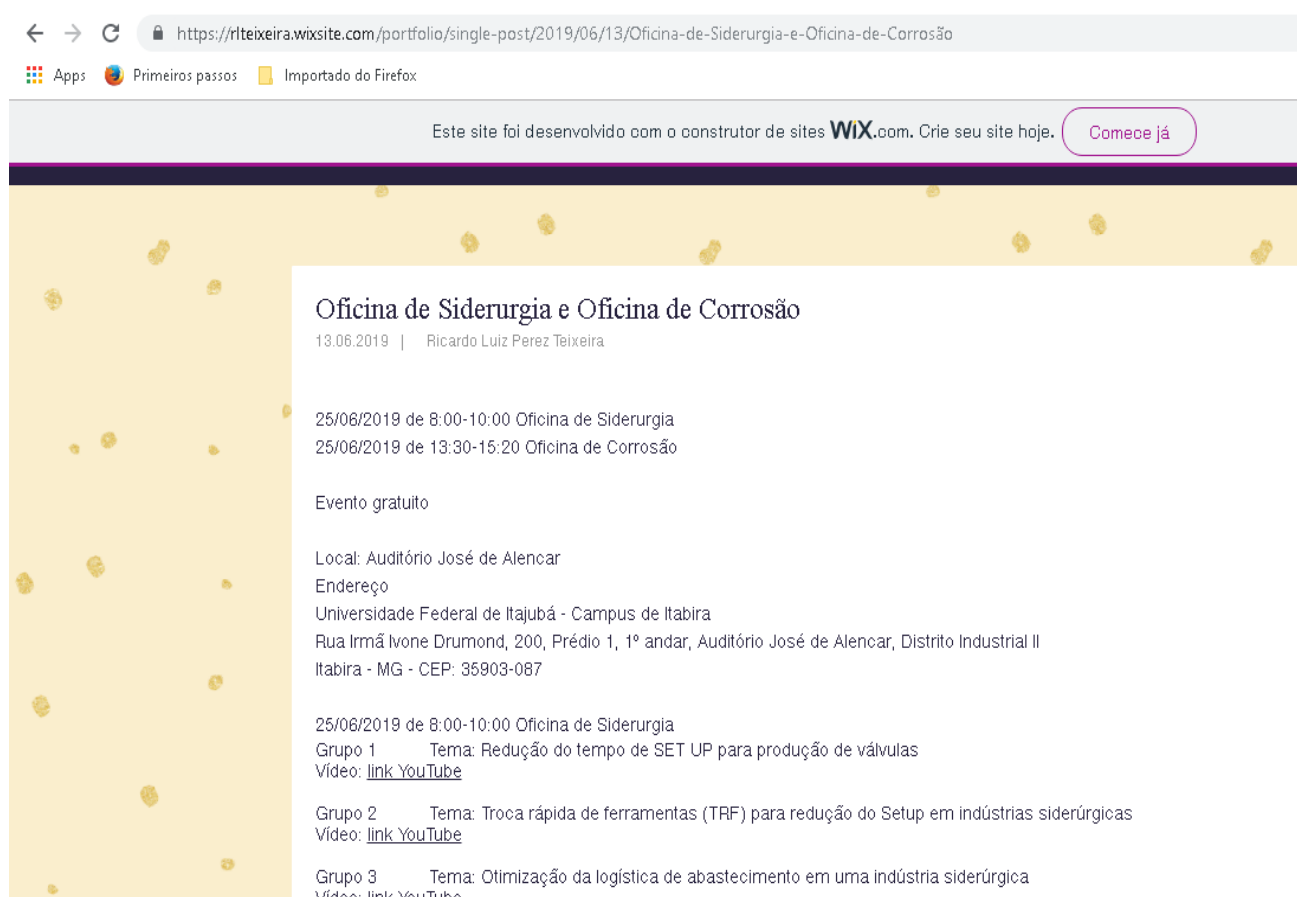 https://rlteixeira.wixsite.com/portfolio/single-post/2019/06/13/Oficina-de-Siderurgia-e-Oficina-de-Corrosão
Apps Primeiros passos Importado do Firefox
Este site foi desenvolvido com o construtor de sites WiX.com. Crie seu site hoje. Comece já
Oficina de Siderurgia e Oficina de Corrosão
13.06.2019 | Ricardo Luiz Perez Teixeira
25/06/2019 de 8:00-10:00 Oficina de Siderurgia
25/06/2019 de 13:30-15:20 Oficina de Corrosão
Evento gratuito
Local: Auditório José de Alencar
Endereço
Universidade Federal de Itajubá - Campus de Itabira
Rua Irmã Ivone Drumond, 200, Prédio 1, 1º andar, Auditório José de Alencar, Distrito Industrial II
Itabira - MG - CEP: 35903-087
25/06/2019 de 8:00-10:00 Oficina de Siderurgia
Grupo 1 Tema: Redução do tempo de SET UP para produção de válvulas
Vídeo: link YouTube
Grupo 2 Tema: Troca rápida de ferramentas (TRF) para redução do Setup em indústrias siderúrgicas
Vídeo: link YouTube
Grupo 3 Tema: Otimização da logística de abastecimento em uma indústria siderúrgica
Vídeo: link YouTube